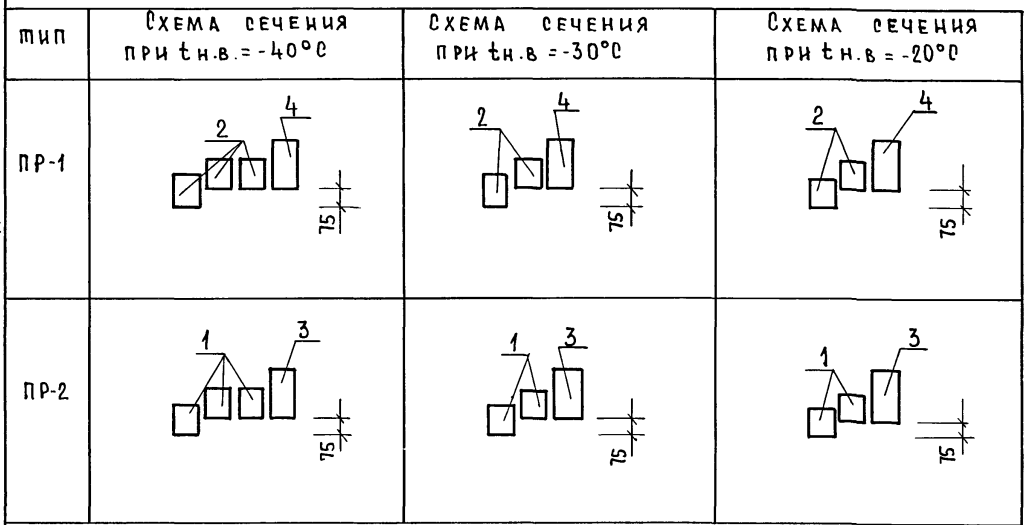 тип
Схема сечения
при tн.в.=-40°С
Схема сечения
при tн.в=-30°С
Схема сечения
при tн.в=-20°С
ПР-1
2
4
75
2
4
75
2
4
75
ПР-2
1
3
75
1
3
75
1
3
75